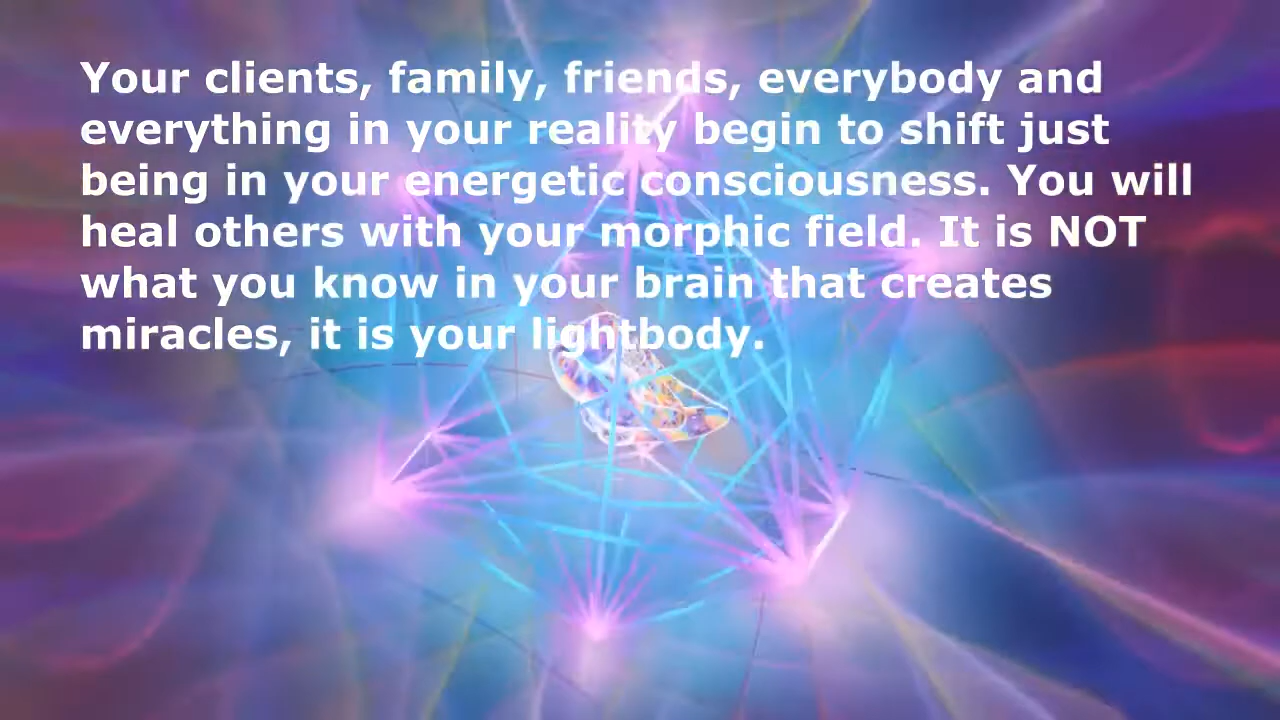 Your clients, family, friends, everybody and
everything in your reality begin to shift just
being in your energetic consciousness. You will
heal others with your morphic field. It is NOT
what you know in your brain that creates
miracles, it is your lightbody.